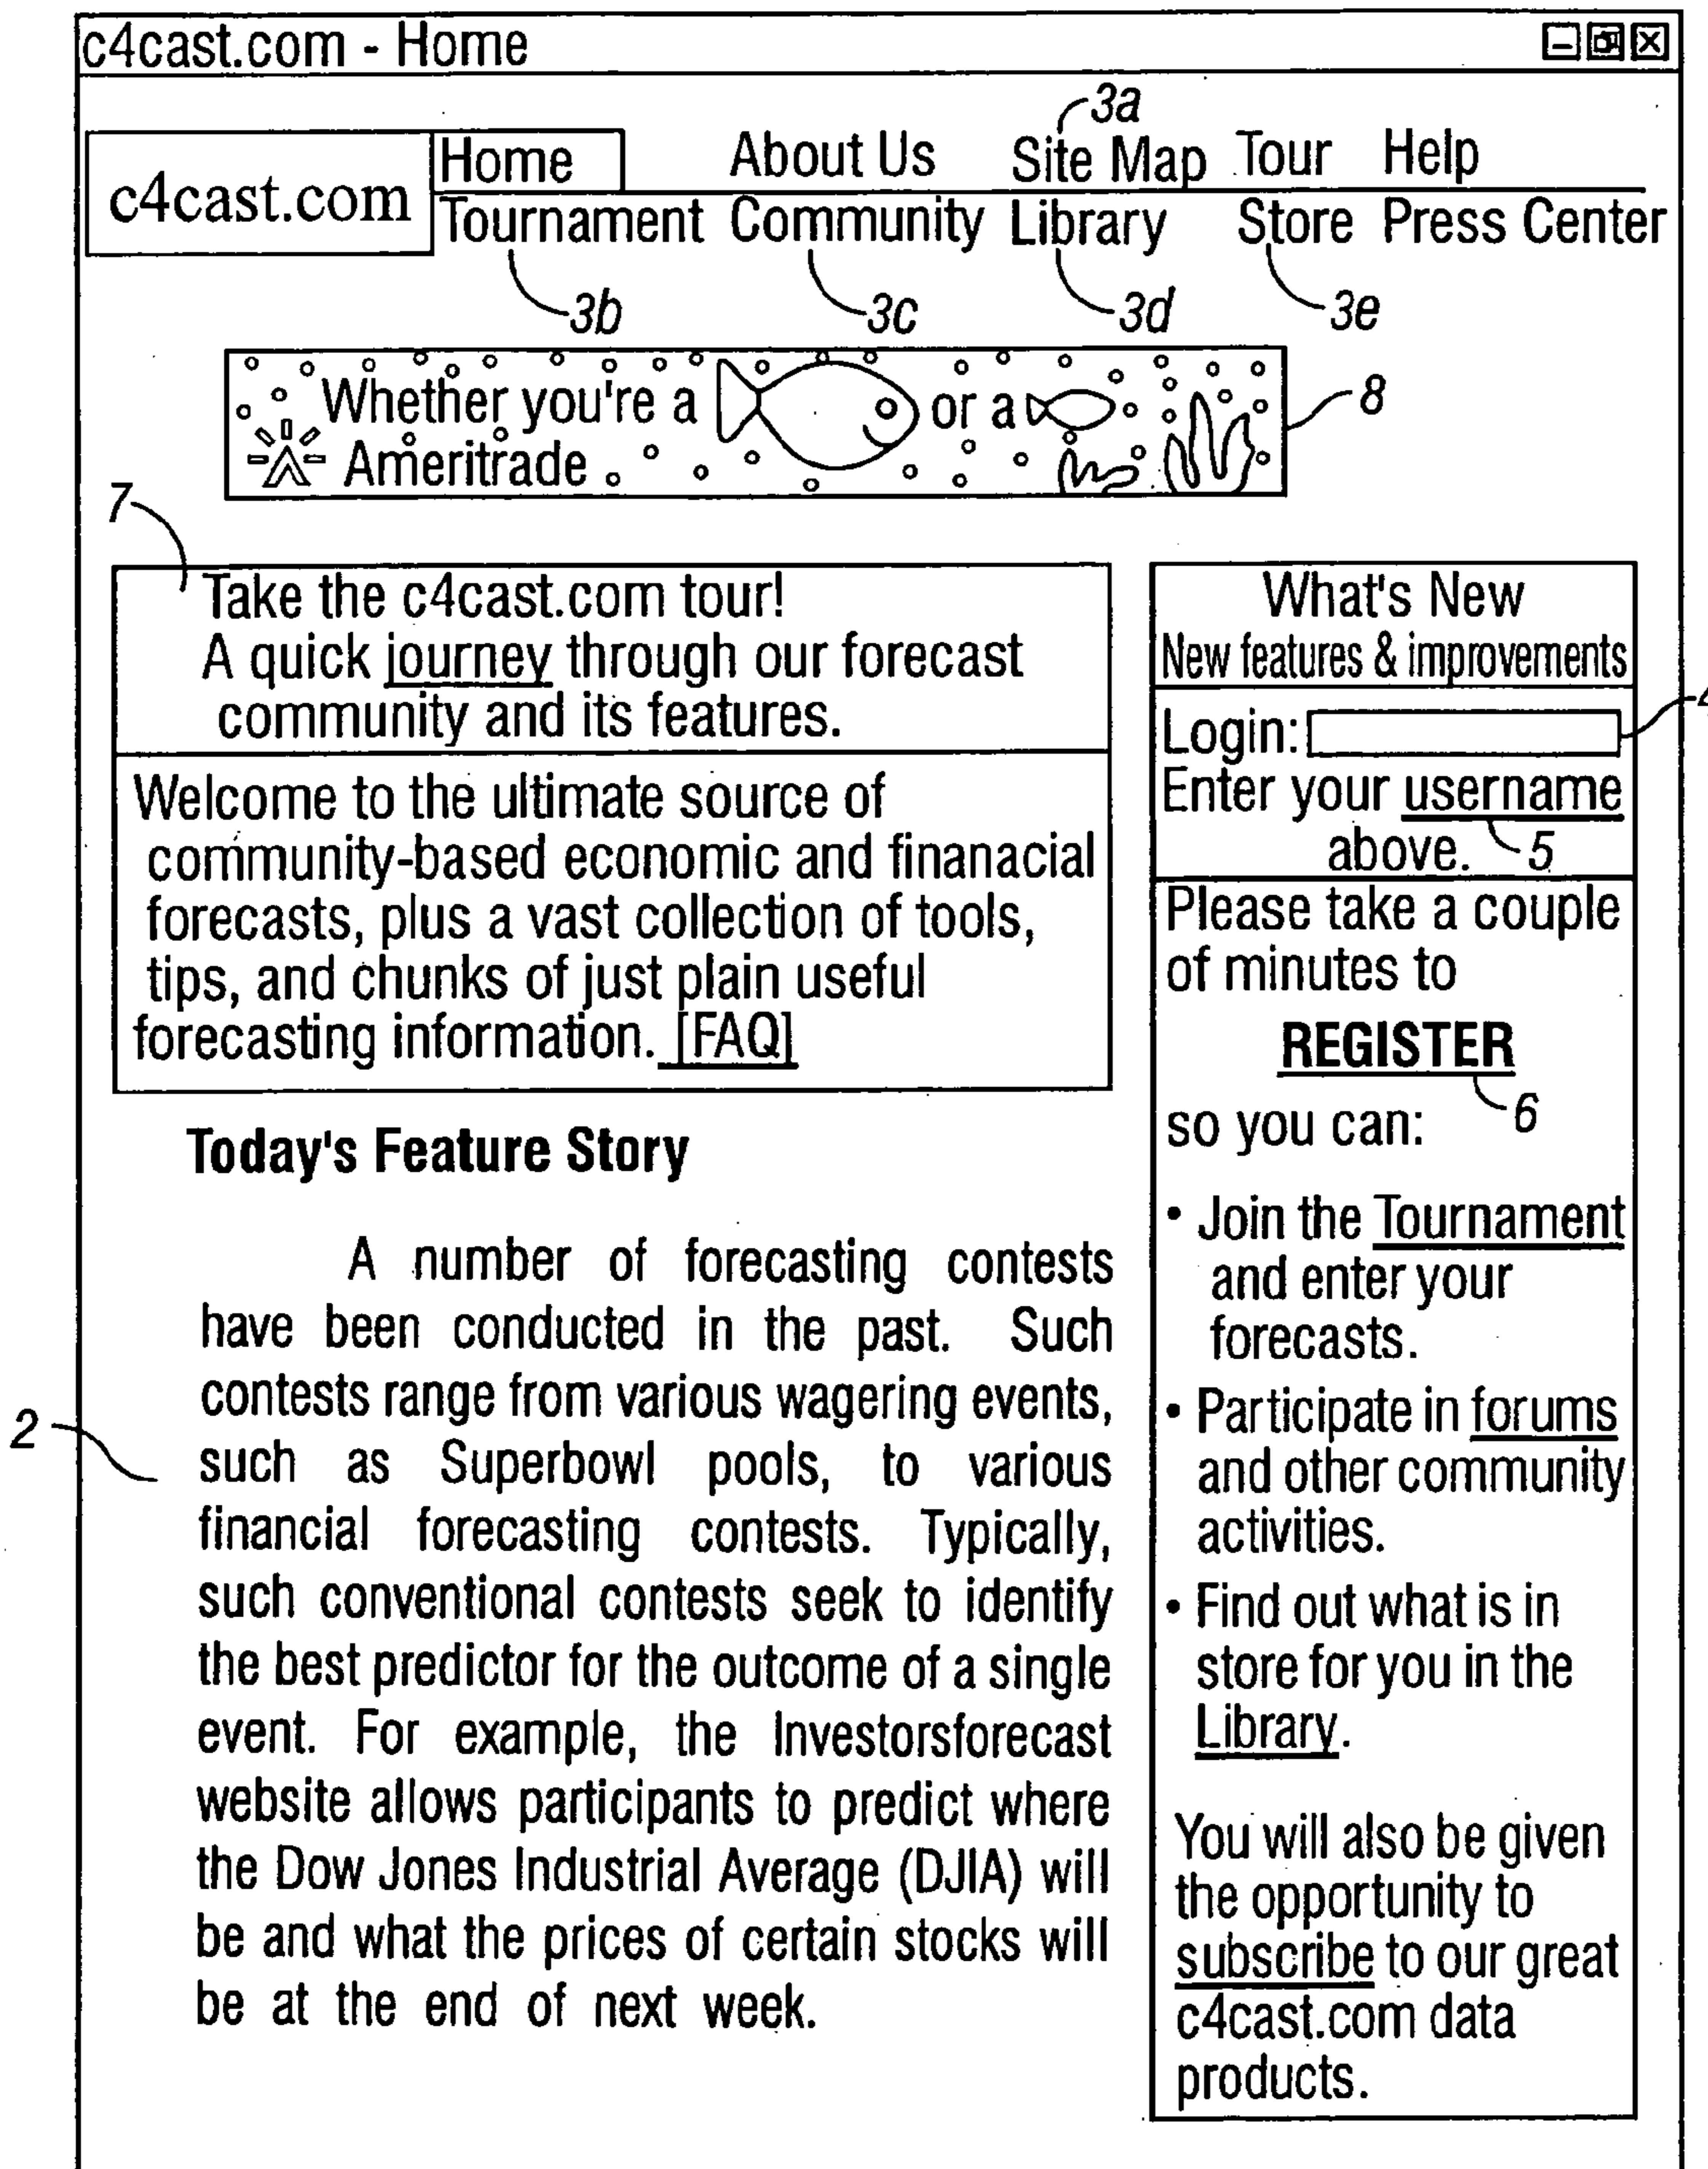 c4cast.com - Home
3a
c4cast.com
Home About Us Site Map Tour Help
Tournament Community Library Store Press Center
3b 3c 3d 3e
Whether you're a or a
Ameritrade
8
7
Take the c4cast.com tour!
A quick journey through our forecast
community and its features.
Welcome to the ultimate source of
community-based economic and finanacial
forecasts, plus a vast collection of tools,
tips, and chunks of just plain useful
forecasting information. [FAQ]
Today's Feature Story
A number of forecasting contests
have been conducted in the past. Such
contests range from various wagering events,
such as Superbowl pools, to various
financial forecasting contests. Typically,
such conventional contests seek to identify
the best predictor for the outcome of a single
event. For example, the Investorsforecast
website allows participants to predict where
the Dow Jones Industrial Average (DJIA) will
be and what the prices of certain stocks will
be at the end of next week.
2
What's New
New features & improvements
Login:
4
Enter your username
above.
5
Please take a couple
of minutes to
REGISTER
6
so you can:
• Join the Tournament
and enter your
forecasts.
• Participate in forums
and other community
activities.
• Find out what is in
store for you in the
Library.
You will also be given
the opportunity to
subscribe to our great
c4cast.com data
products.